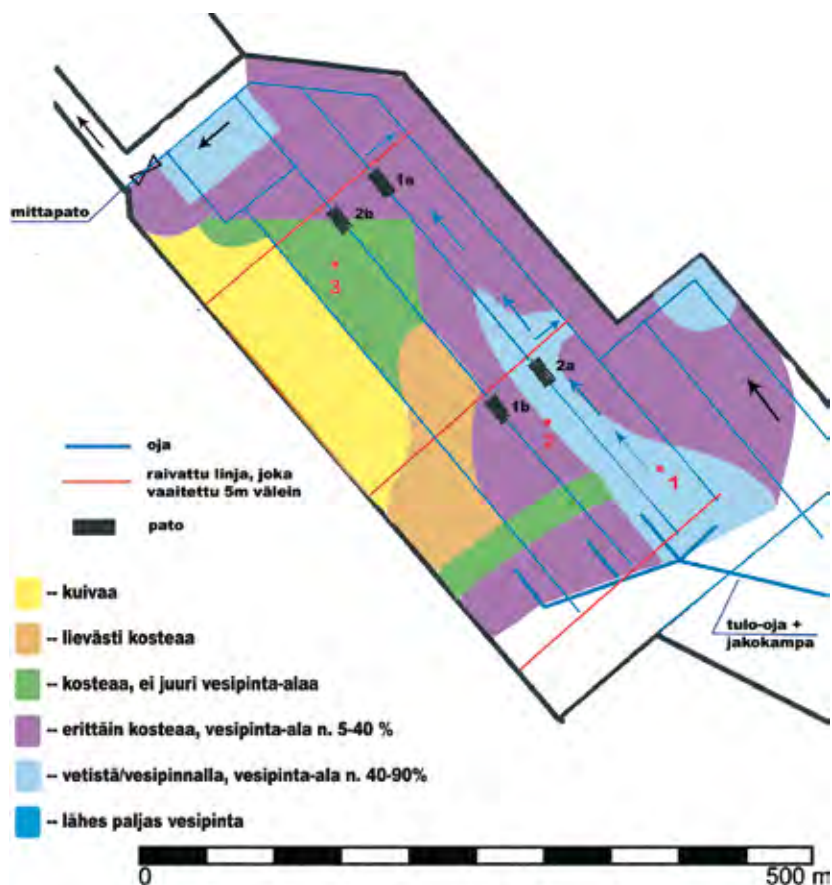 mittapato
1a
2b
3
2a
1b
2
1
oja
raivattu linja, joka
vaaitettu 5m välein
pato
tulo-oja +
jakokampa
– kuivaa
– lievästi kosteaa
– kosteaa, ei juuri vesipinta-alaa
– erittäin kosteaa, vesipinta-ala n. 5-40 %
– vetistä/vesipinnalla, vesipinta-ala n. 40-90%
– lähes paljas vesipinta
0
500 m